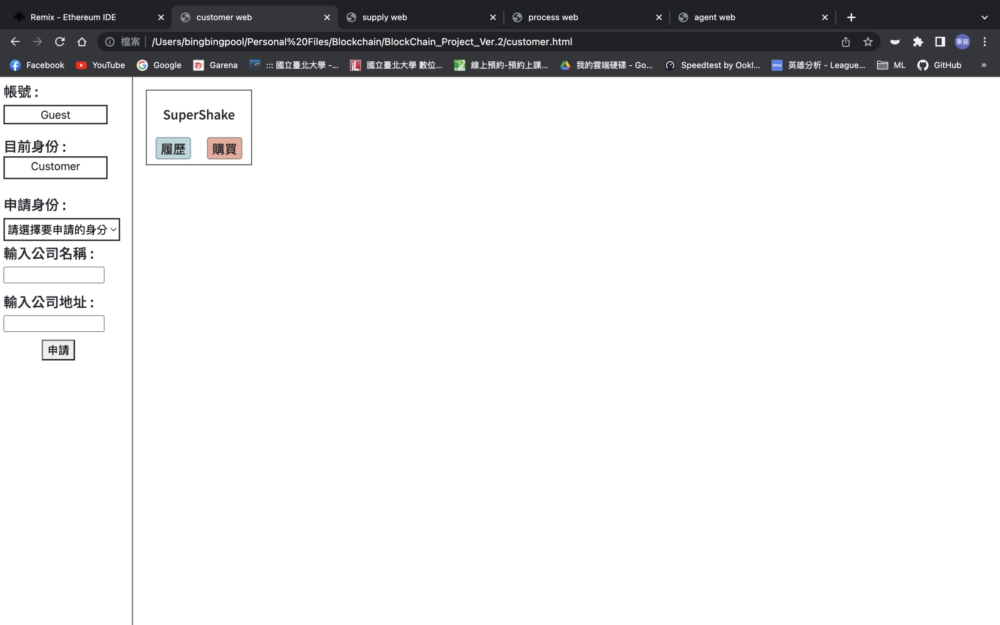 Remix - Ethereum IDE
customer web
supply web
process web
agent web
檔案
/Users/bingbingpool/Personal%20Files/Blockchain/BlockChain_Project_Ver.2/customer.html
秉宸
Facebook
YouTube
Google
Garena
::: 國立臺北大學 -...
國立臺北大學 數位...
線上預約-預約上課...
我的雲端硬碟 - Go...
Speedtest by Ookl...
OP.GG
英雄分析 - League...
ML
GitHub
»
帳號 :
Guest
目前身份 :
Customer
申請身份 :
請選擇要申請的身分
輸入公司名稱 :
輸入公司地址 :
申請
SuperShake
履歷
購買